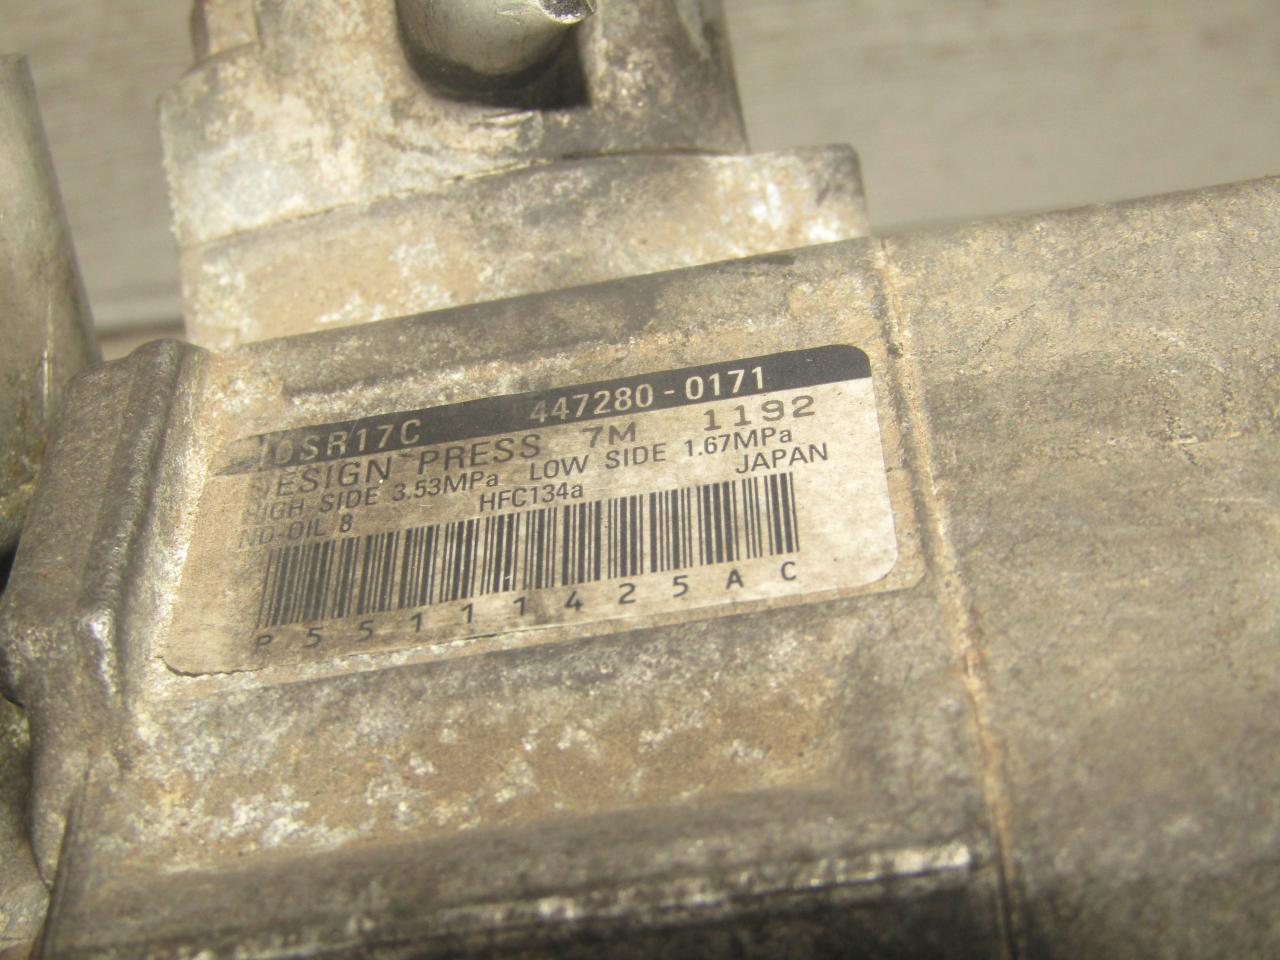 10SR17C 447280-0171
DESIGN PRESS 7M 1192
HIGH SIDE 3.53MPa LOW SIDE 1.67MPa
ND-OIL 8 HFC134a JAPAN
P55111425AC